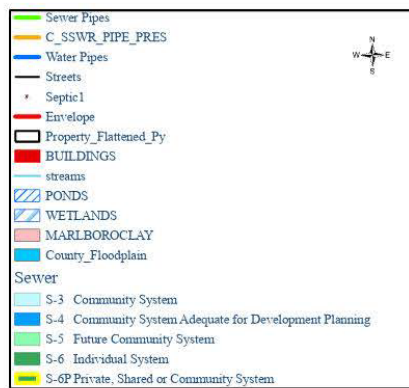 Sewer Pipes
C_SSWR_PIPE_PRES
Water Pipes
Streets
Septic1
Envelope
Property_Flattened_Py
BUILDINGS
streams
PONDS
WETLANDS
MARLBOROCLAY
County_Floodplain
Sewer
S-3 Community System
S-4 Community System Adequate for Development Planning
S-5 Future Community System
S-6 Individual System
S-6P Private, Shared or Community System
N
W E
S